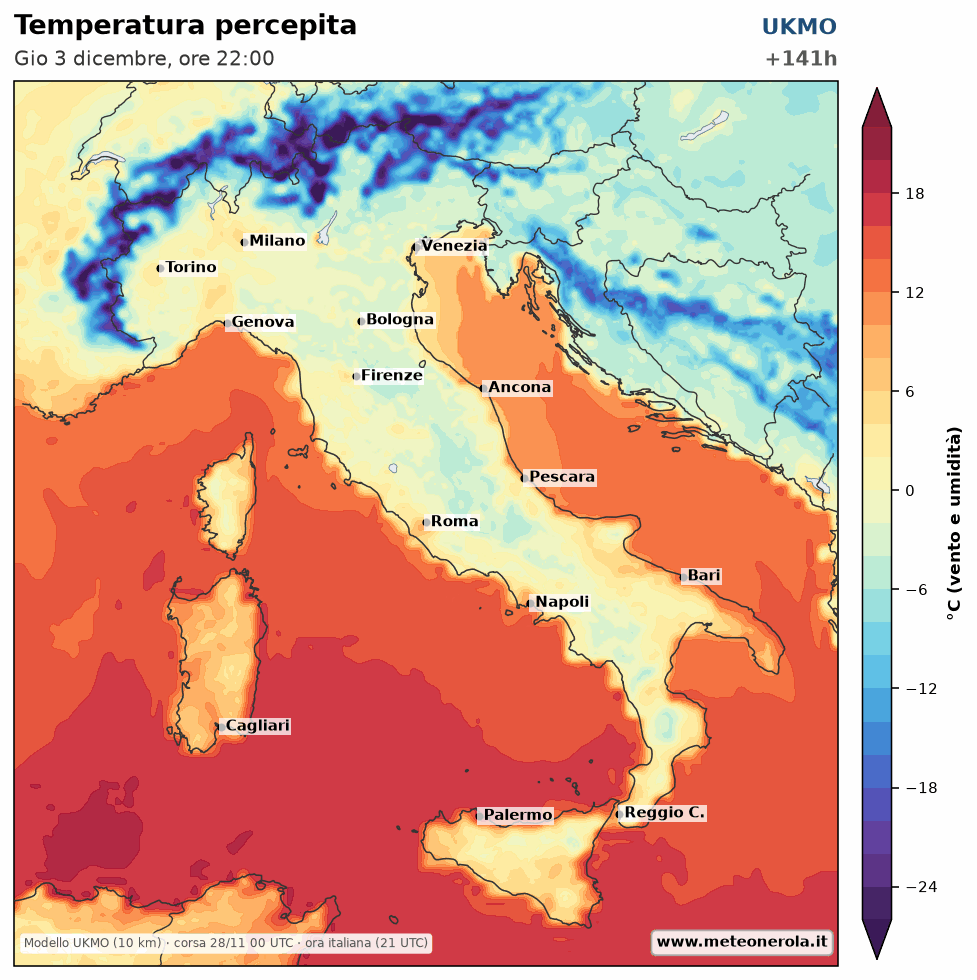 Temperatura percepita
UKMO
Gio 3 dicembre, ore 22:00
+141h
Milano
Venezia
Torino
Genova
Bologna
Firenze
Ancona
Pescara
Roma
Bari
Napoli
Cagliari
Palermo
Reggio C.
18
12
6
0
−6
−12
−18
−24
°C (vento e umidità)
Modello UKMO (10 km) · corsa 28/11 00 UTC · ora italiana (21 UTC)
www.meteonerola.it